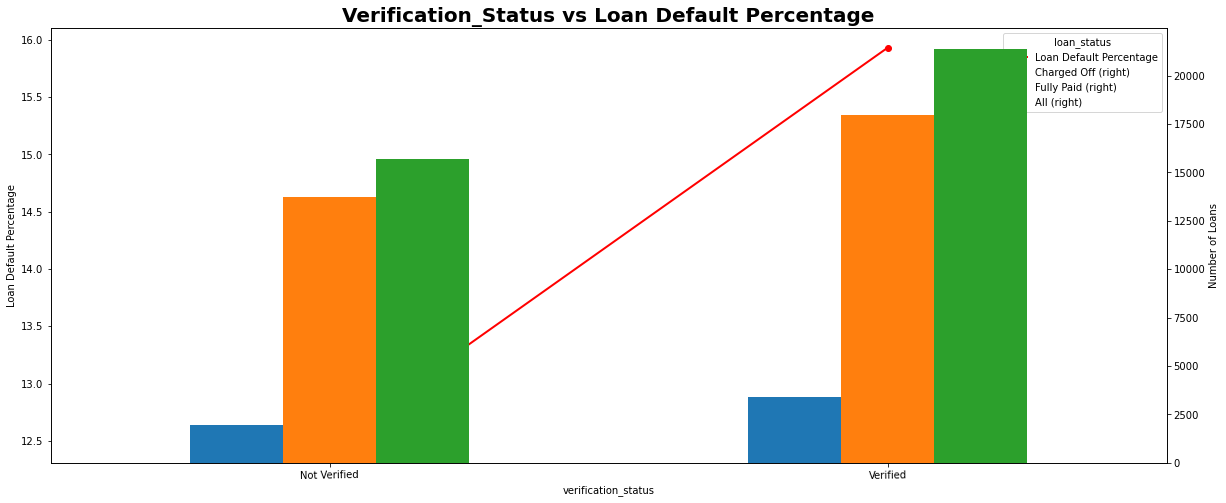 Verification_Status vs Loan Default Percentage
16.0
15.5
15.0
14.5
14.0
13.5
13.0
12.5
Loan Default Percentage
loan_status
Loan Default Percentage
Charged Off (right)
Fully Paid (right)
All (right)
20000
17500
15000
12500
10000
7500
5000
2500
0
Number of Loans
Not Verified
Verified
verification_status